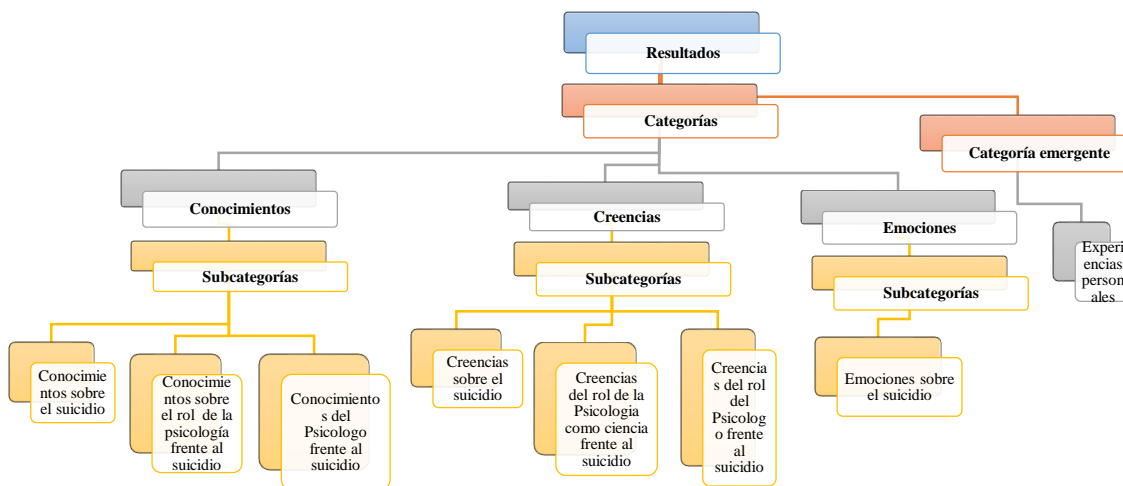 Resultados
Categorías
Categoría emergente
Conocimientos
Creencias
Emociones
Experi
encias
person
ales
Subcategorías
Subcategorías
Subcategorías
Conocimie
ntos sobre
el suicidio
Conocimie
ntos sobre
el rol de la
psicología
frente al
suicidio
Conocimiento
s del
Psicologo
frente al
suicidio
Creencias
sobre el
suicidio
Creencias
del rol de la
Psicologia
como ciencia
frente al
suicidio
Creencia
s del rol
del
Psicolog
o frente
al
suicidio
Emociones sobre
el suicidio